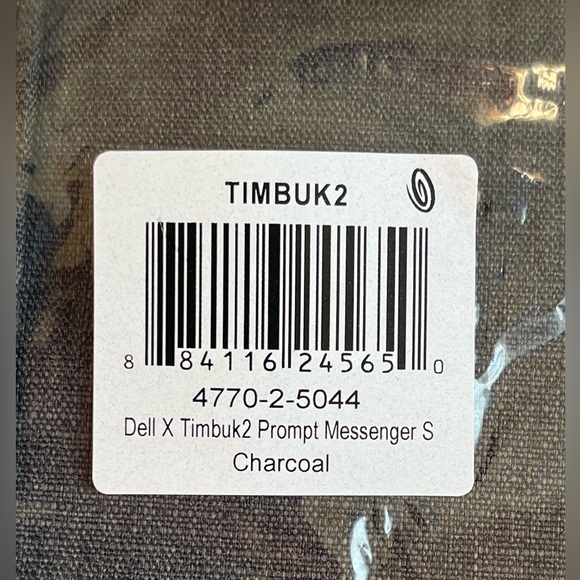 TIMBUK2
8 84116 24565 0
4770-2-5044
Dell X Timbuk2 Prompt Messenger S
Charcoal